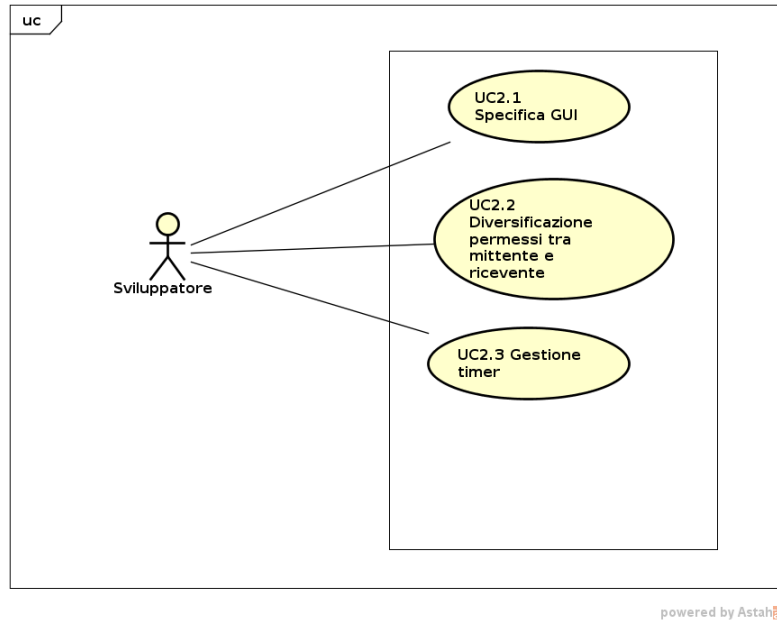 uc
UC2.1
Specifica GUI
UC2.2
Diversificazione
permessi tra
mittente e
ricevente
Sviluppatore
UC2.3 Gestione
timer
powered by Astah